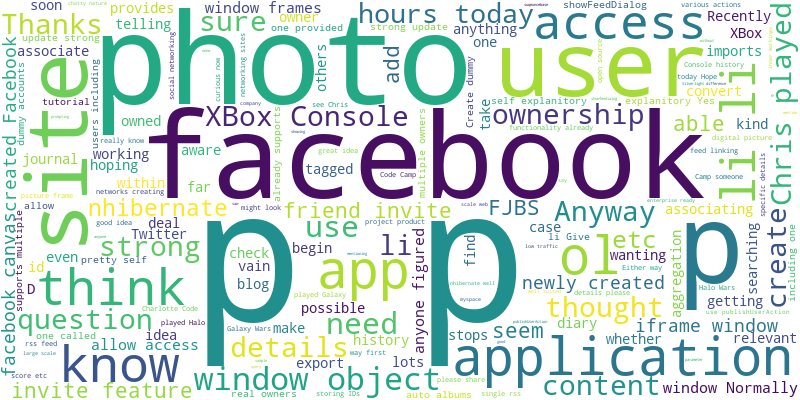 soon
Thanks
provides
telling
associate
window frames
sure
owner
one provided
update strong
strong update
hours today
anything
one
showFeedDialog
access
various actions
Recently
XBox
Console history
imports
photo
user
add
others
tutorial
dummy accounts
users including
social networking
curious now
networking sites
Create dummy
take
open source
today Hope
convert
explanitory Yes
self explanitory
see Chris
facebook
site
XBox Console
ownership
able
kind
owned
journal
working
hoping
really know
aware
tagged
great idea
Code Camp
company
already supports
multiple owners
functionality already
digital picture
feed linking
Camp someone
li li
Chris played
specific details
facebook canvas
created Facebook
supports multiple
picture frame
within
far
nhibernate
networks creating
allow
good idea
Twitter
deal
friend invite
use
li
FJBS
Anyway
might look
scale web
enterprise ready
project product
associating
aggregation
including one
p
p
p
strong
even
id
D
pretty self
check
vain
blog
begin
app
etc
find
anyone figured
case
li Give
wanting
ol
Either way
low traffic
searching
create
think
question
one called
rss feed
large scale
score etc
stops
details please
newly created
getting
Halo Wars
use publishUserAction
diary
thought
iframe window
relevant
whether
seem
need
possible
history
make
Galaxy Wars
played Galaxy
played Halo
idea
Charlotte Code
allow access
details
lots
export
may first
nhibernate well
myspace
know
application
invite feature
window object
real owners
storing IDs
auto albums
please share
single rss
content
window Normally